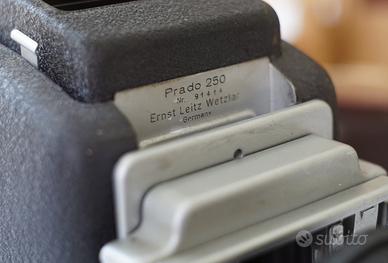 Prado 250
Nr. 91414
Ernst Leitz Wetzlar
Germany
subito